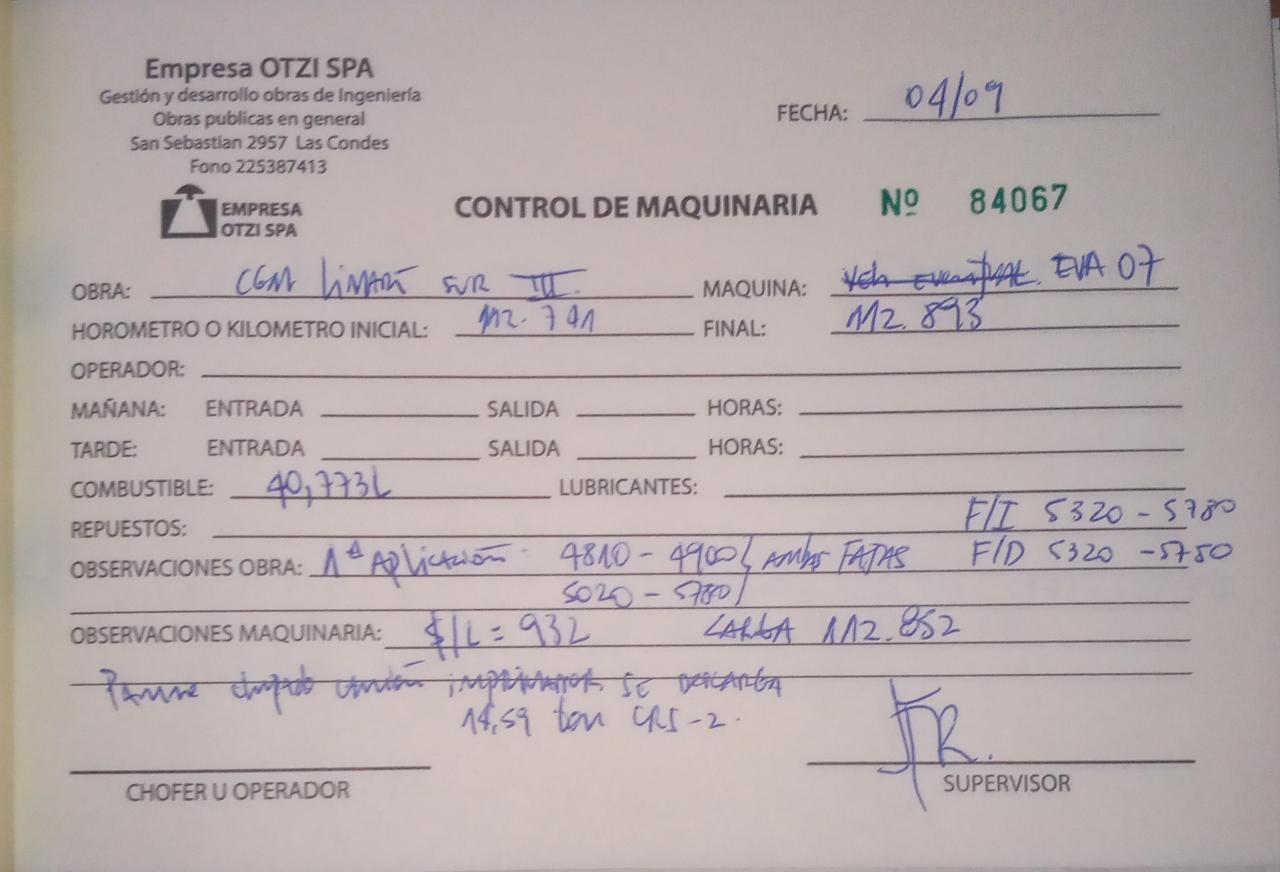 Empresa OTZI SPA
Gestión y desarrollo obras de Ingeniería
Obras publicas en general
San Sebastian 2957 Las Condes
Fono 225387413
FECHA: 04/09
EMPRESA
OTZI SPA
CONTROL DE MAQUINARIA Nº 84067
OBRA: CGM LiMARÍ SUR III. MAQUINA: EVA 07
HOROMETRO O KILOMETRO INICIAL: 112.741 FINAL: 112.893
OPERADOR:
MAÑANA: ENTRADA SALIDA HORAS:
TARDE: ENTRADA SALIDA HORAS:
COMBUSTIBLE: 40,773L LUBRICANTES:
F/I 5320 - 5780
REPUESTOS:
OBSERVACIONES OBRA: 1ª Aplicación: 4810 - 4900 ambas FAJAS F/D 5320 - 5750
5020 - 5780
OBSERVACIONES MAQUINARIA: $/L = 932 CARGA 112.852
Panne unión imprimador SE DESCARGA
14,59 ton CRS-2.
CHOFER U OPERADOR
SUPERVISOR